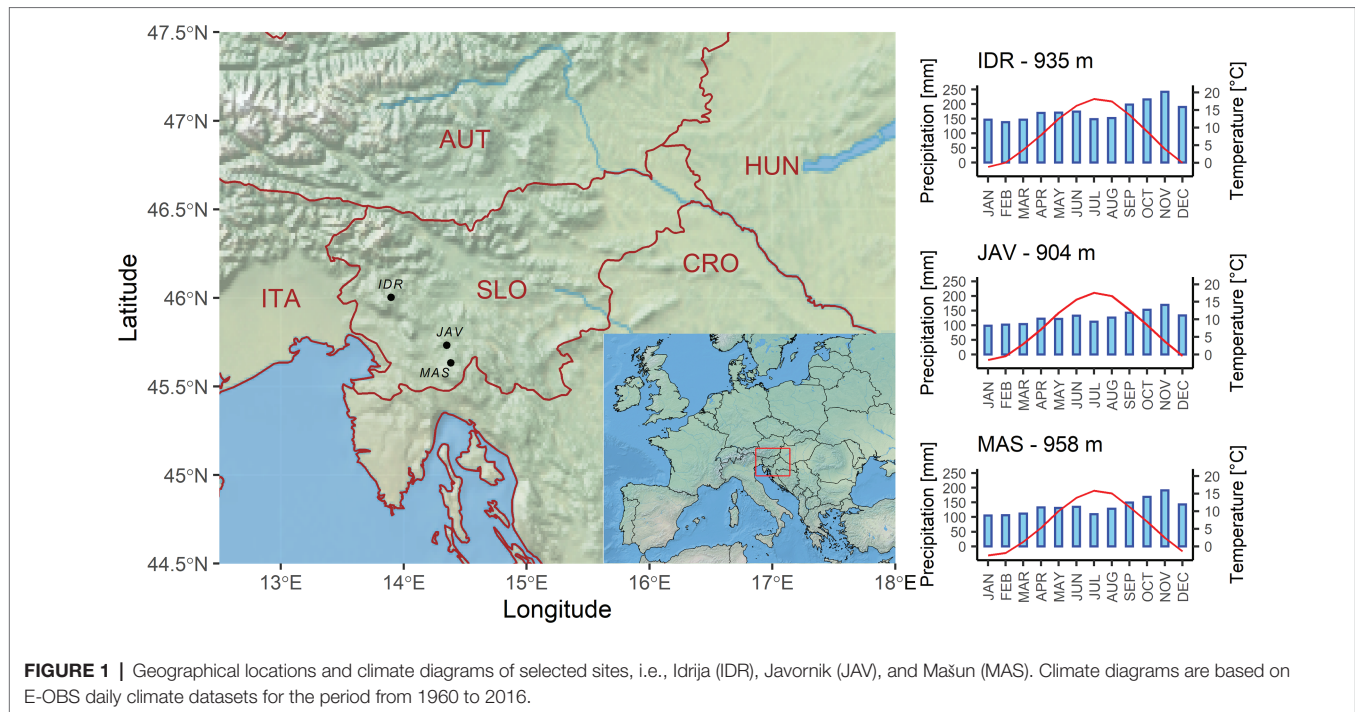 47.5°N
47°N
46.5°N
46°N
45.5°N
45°N
44.5°N
Latitude
AUT
HUN
ITA
SLO
CRO
IDR
JAV
MAS
13°E
14°E
15°E
16°E
17°E
18°E
Longitude
IDR - 935 m
Precipitation [mm]
250
200
150
100
50
0
20
15
10
5
0
Temperature [°C]
JAN FEB MAR APR MAY JUN JUL AUG SEP OCT NOV DEC
JAV - 904 m
Precipitation [mm]
250
200
150
100
50
0
20
15
10
5
0
Temperature [°C]
JAN FEB MAR APR MAY JUN JUL AUG SEP OCT NOV DEC
MAS - 958 m
Precipitation [mm]
250
200
150
100
50
0
20
15
10
5
0
Temperature [°C]
JAN FEB MAR APR MAY JUN JUL AUG SEP OCT NOV DEC
FIGURE 1 | Geographical locations and climate diagrams of selected sites, i.e., Idrija (IDR), Javornik (JAV), and Mašun (MAS). Climate diagrams are based on
E-OBS daily climate datasets for the period from 1960 to 2016.